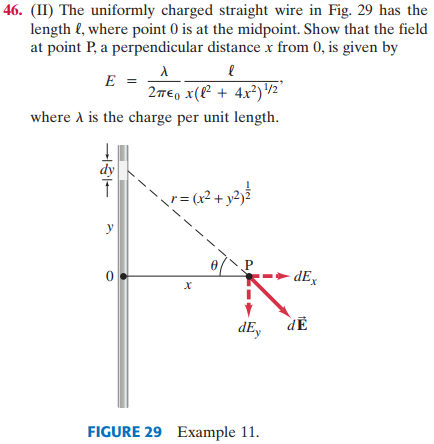 46. (II) The uniformly charged straight wire in Fig. 29 has the
length ℓ, where point 0 is at the midpoint. Show that the field
at point P, a perpendicular distance x from 0, is given by
E = λ/2πϵ₀ ℓ/x(ℓ² + 4x²)^1/2,
where λ is the charge per unit length.
dy
r = (x² + y²)^1/2
y
θ P
0
x
dEₓ
dE_y
dE⃗
FIGURE 29 Example 11.